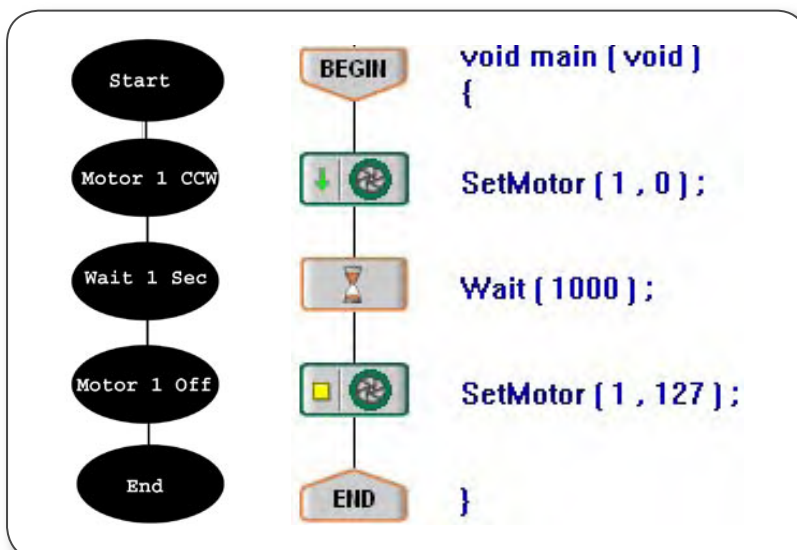 Start
BEGIN
void main ( void )
{
Motor 1 CCW
SetMotor ( 1 , 0 ) ;
Wait 1 Sec
Wait ( 1000 ) ;
Motor 1 Off
SetMotor ( 1 , 127 ) ;
End
END
}